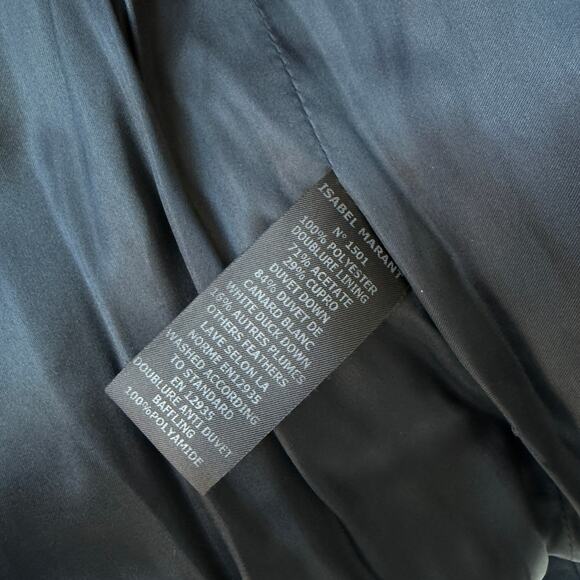 ISABEL MARANT
N° 1501
100% POLYESTER
DOUBLURE LINING
71% ACETATE
29% CUPRO
DUVET DOWN
84% DUVET DE
CANARD BLANC
WHITE DUCK DOWN
16% AUTRES PLUMES
OTHERS FEATHERS
LAVE SELON LA
NORME EN12935
WASHED ACCORDING
TO STANDARD
EN 12935
DOUBLURE ANTI DUVET
BAFFLING
100%POLYAMIDE